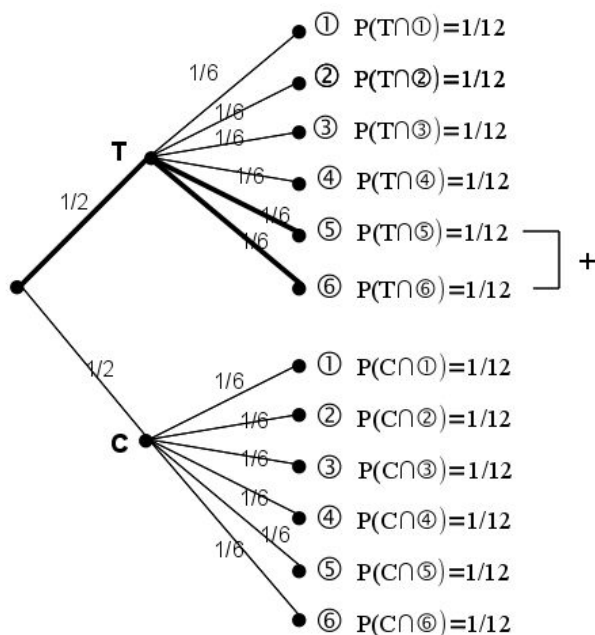 ① P(T∩①)=1/12
1/6
② P(T∩②)=1/12
1/6
③ P(T∩③)=1/12
1/6
T
④ P(T∩④)=1/12
1/6
1/2
1/6
⑤ P(T∩⑤)=1/12
1/6
+
⑥ P(T∩⑥)=1/12
① P(C∩①)=1/12
1/2
1/6
② P(C∩②)=1/12
1/6
C
③ P(C∩③)=1/12
1/6
④ P(C∩④)=1/12
1/6
1/6
1/6
⑤ P(C∩⑤)=1/12
⑥ P(C∩⑥)=1/12